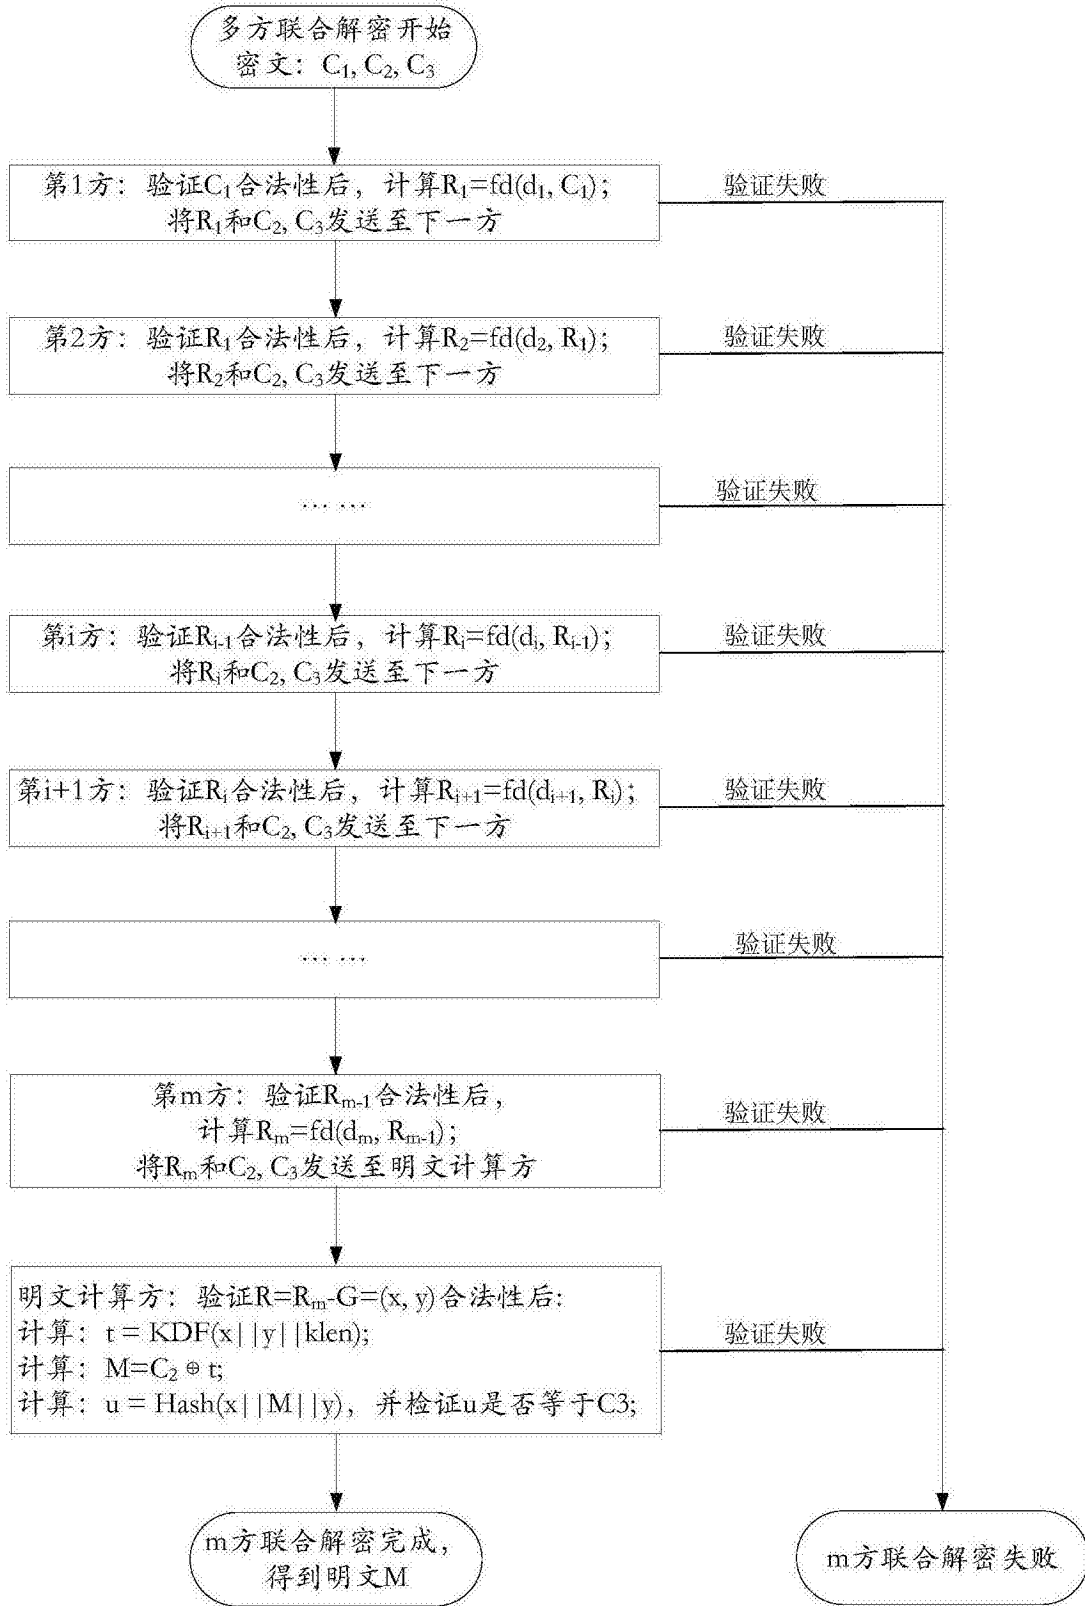 多方联合解密开始
密文：C₁, C₂, C₃
第1方：验证C₁合法性后，计算R₁=fd(d₁, C₁);
将R₁和C₂, C₃发送至下一方
验证失败
第2方：验证R₁合法性后，计算R₂=fd(d₂, R₁);
将R₂和C₂, C₃发送至下一方
验证失败
… …
验证失败
第i方：验证Rᵢ₋₁合法性后，计算Rᵢ=fd(dᵢ, Rᵢ₋₁);
将Rᵢ和C₂, C₃发送至下一方
验证失败
第i+1方：验证Rᵢ合法性后，计算Rᵢ₊₁=fd(dᵢ₊₁, Rᵢ);
将Rᵢ₊₁和C₂, C₃发送至下一方
验证失败
… …
验证失败
第m方：验证Rₘ₋₁合法性后，
计算Rₘ=fd(dₘ, Rₘ₋₁);
将Rₘ和C₂, C₃发送至明文计算方
验证失败
明文计算方：验证R=Rₘ-G=(x, y)合法性后:
计算：t = KDF(x||y||klen);
计算：M=C₂⊕t;
计算：u = Hash(x||M||y)，并检证u是否等于C3;
验证失败
m方联合解密完成，
得到明文M
m方联合解密失败